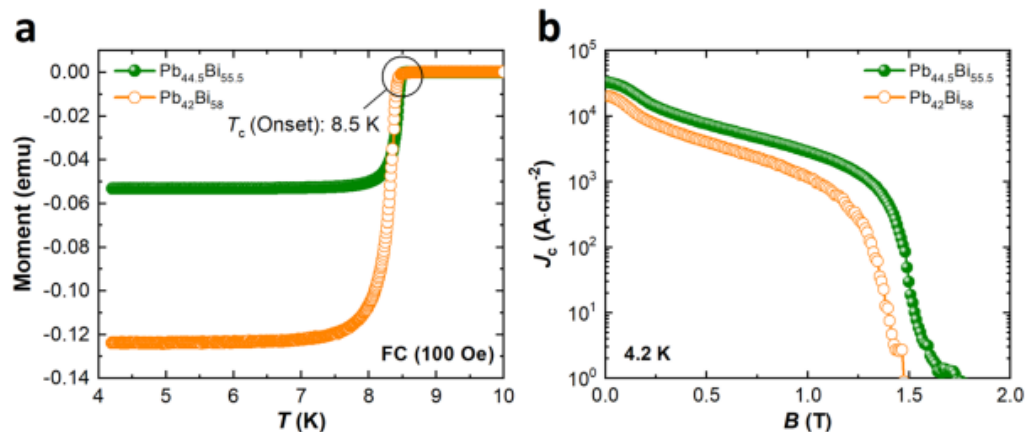 a
0.00
-0.02
-0.04
-0.06
-0.08
-0.10
-0.12
-0.14
Moment (emu)
Pb44.5Bi55.5
Pb42Bi58
Tc (Onset): 8.5 K
FC (100 Oe)
4 5 6 7 8 9 10
T (K)
b
10^5
10^4
10^3
10^2
10^1
10^0
Jc (A·cm^-2)
Pb44.5Bi55.5
Pb42Bi58
4.2 K
0.0 0.5 1.0 1.5 2.0
B (T)